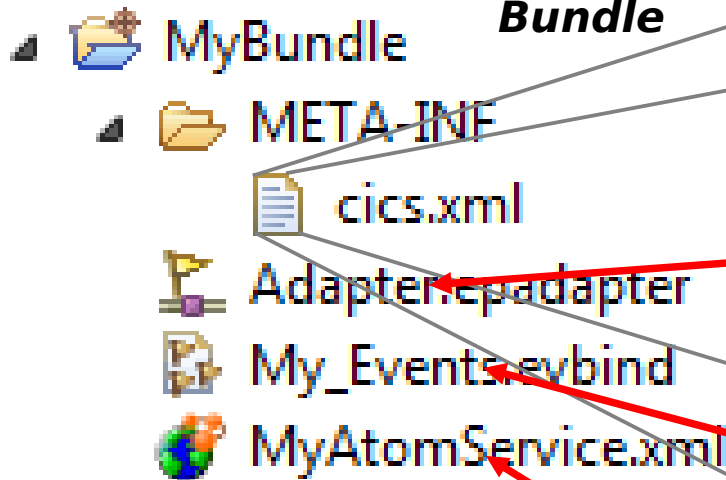 Bundle
MyBundle
META-INF
cics.xml
Adapter.epadapter
My_Events.evbind
MyAtomService.xml